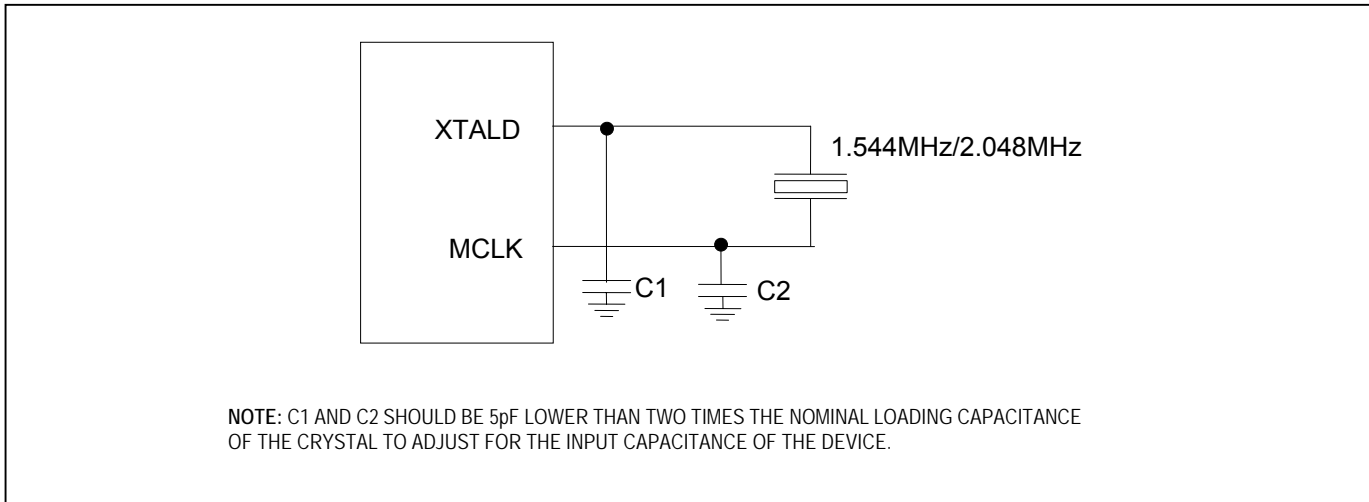 XTALD
1.544MHz/2.048MHz
MCLK
C1
C2
NOTE: C1 AND C2 SHOULD BE 5pF LOWER THAN TWO TIMES THE NOMINAL LOADING CAPACITANCE
OF THE CRYSTAL TO ADJUST FOR THE INPUT CAPACITANCE OF THE DEVICE.